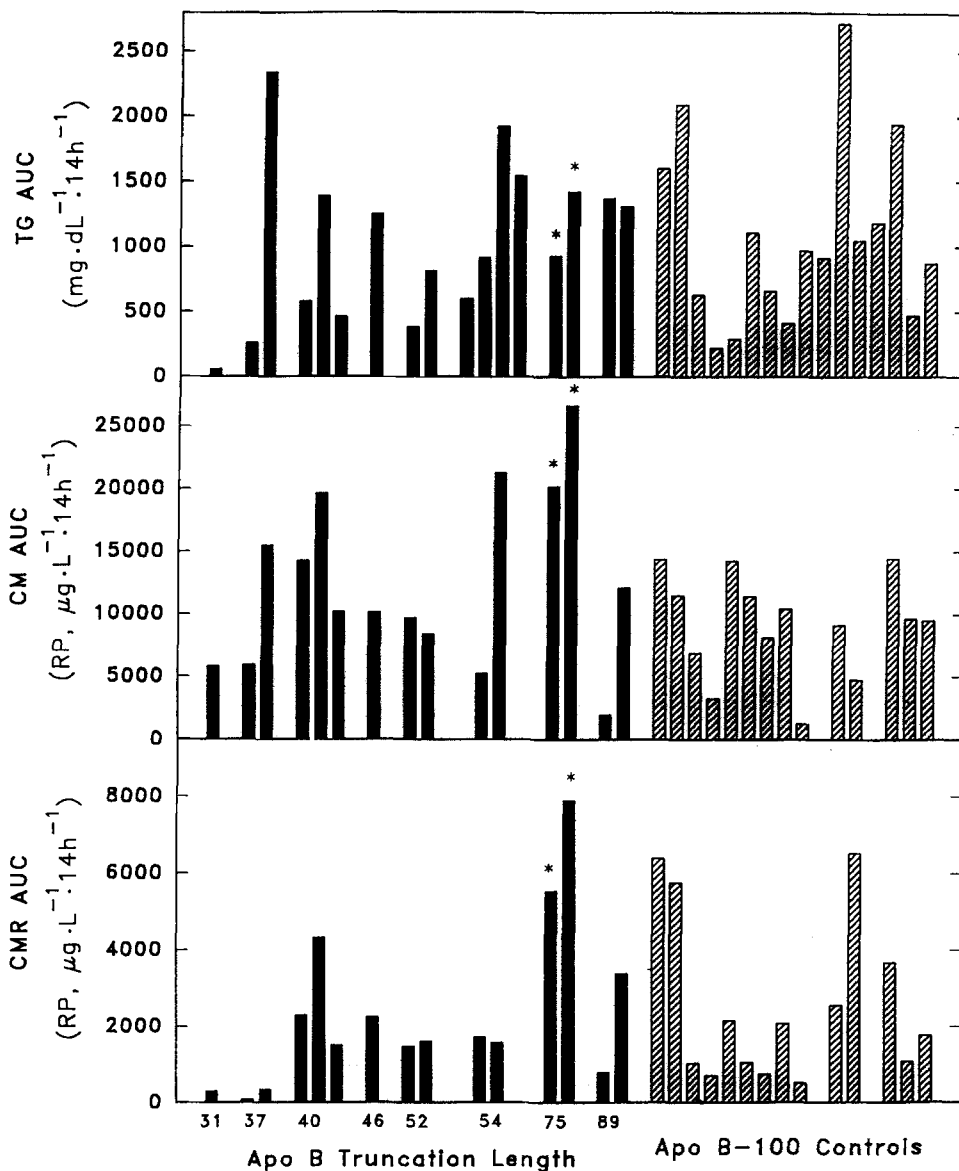 TG AUC
(mg·dL⁻¹·14h⁻¹)
2500
2000
1500
1000
500
0
*
*
CM AUC
(RP, μg·L⁻¹·14h⁻¹)
25000
20000
15000
10000
5000
0
*
*
CMR AUC
(RP, μg·L⁻¹·14h⁻¹)
8000
6000
4000
2000
0
*
*
31 37 40 46 52 54 75 89
Apo B Truncation Length
Apo B-100 Controls